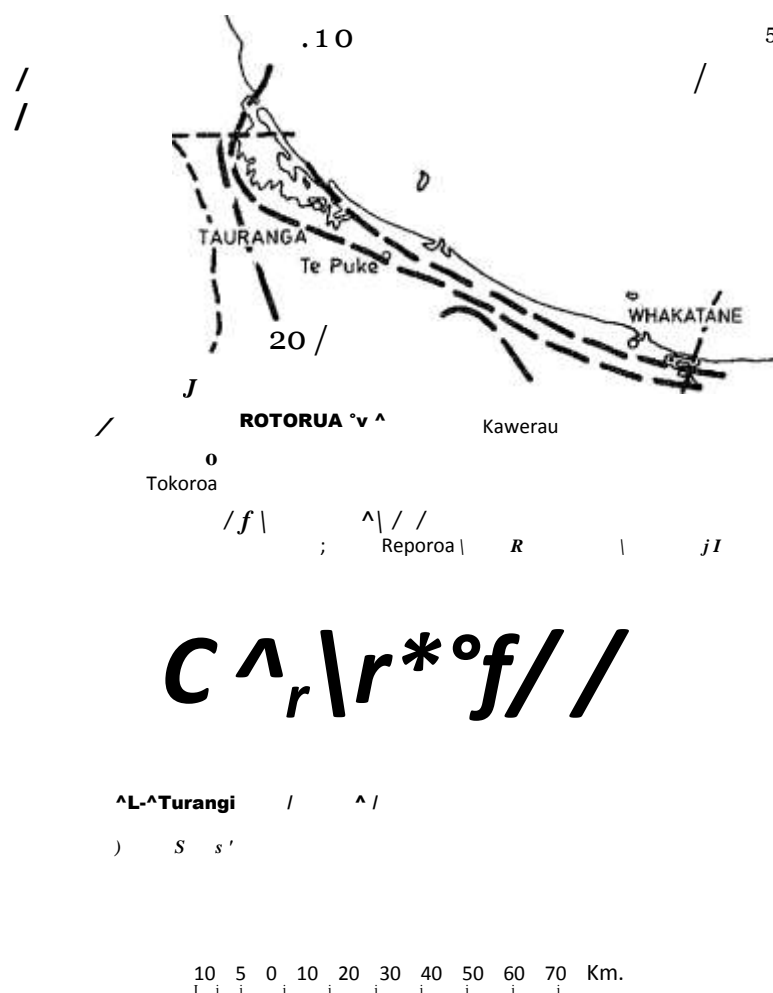 .10
5
/
/
/
D
TAURANGA
Te Puke
WHAKATANE
20 /
J
/
ROTORUA °v ^
Kawerau
o
Tokoroa
/ f \ ^\ / /
; Reporoa \ R \ j I
C ^r \r*°f/ /
^L-^Turangi / ^ /
) S s'
10 5 0 10 20 30 40 50 60 70 Km.